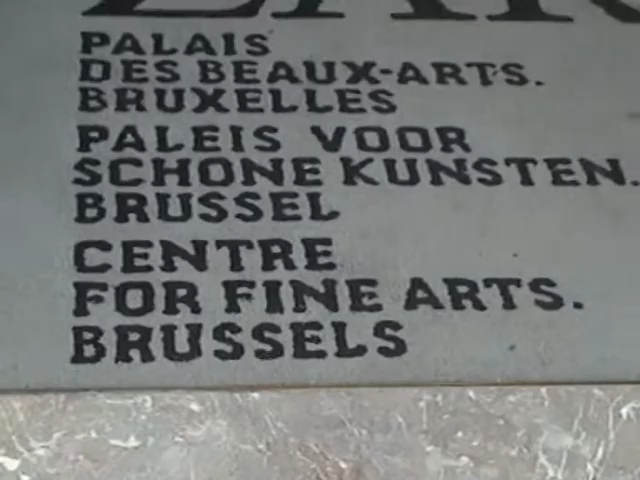 PALAIS
DES BEAUX-ARTS.
BRUXELLES
PALEIS VOOR
SCHONE KUNSTEN.
BRUSSEL
CENTRE
FOR FINE ARTS.
BRUSSELS